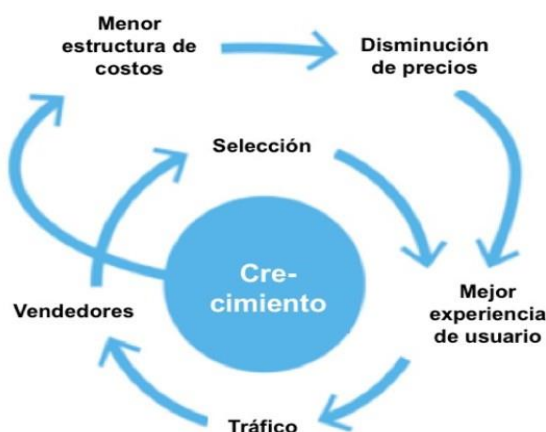 Menor
estructura de
costos
Disminución
de precios
Selección
Cre-
cimiento
Vendedores
Mejor
experiencia
de usuario
Tráfico